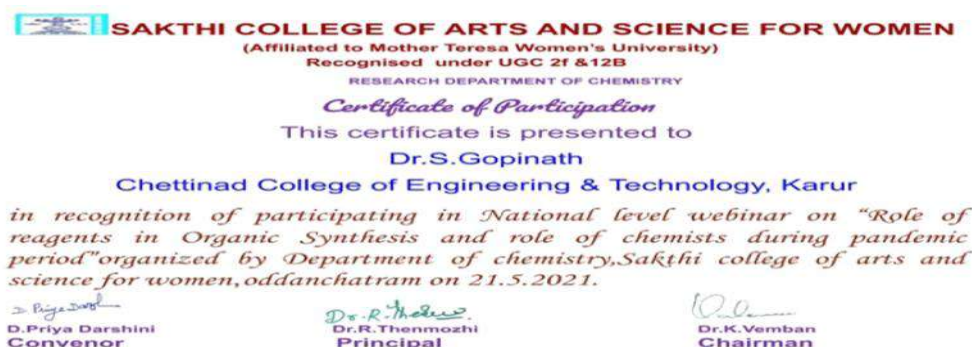 SAKTHI COLLEGE OF ARTS AND SCIENCE FOR WOMEN
(Affiliated to Mother Teresa Women's University)
Recognised under UGC 2f &12B
RESEARCH DEPARTMENT OF CHEMISTRY
Certificate of Participation
This certificate is presented to
Dr.S.Gopinath
Chettinad College of Engineering & Technology, Karur
in recognition of participating in National level webinar on "Role of
reagents in Organic Synthesis and role of chemists during pandemic
period"organized by Department of chemistry,Sakthi college of arts and
science for women,oddanchatram on 21.5.2021.
D.Priya Darshini
Dr.R.Thenmozhi
Dr.K.Vemban
Convenor
Principal
Chairman